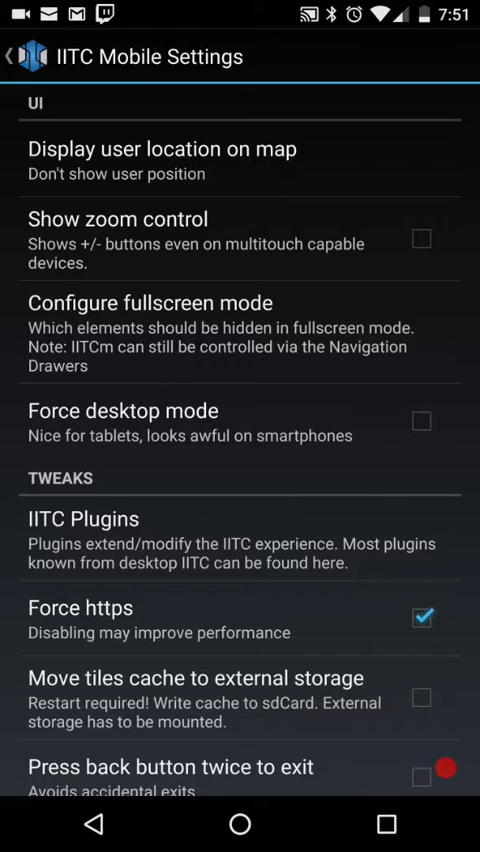 7:51
IITC Mobile Settings
UI
Display user location on map
Don't show user position
Show zoom control
Shows +/- buttons even on multitouch capable
devices.
Configure fullscreen mode
Which elements should be hidden in fullscreen mode.
Note: IITCm can still be controlled via the Navigation
Drawers
Force desktop mode
Nice for tablets, looks awful on smartphones
TWEAKS
IITC Plugins
Plugins extend/modify the IITC experience. Most plugins
known from desktop IITC can be found here.
Force https
Disabling may improve performance
Move tiles cache to external storage
Restart required! Write cache to sdCard. External
storage has to be mounted.
Press back button twice to exit
Avoids accidental exits